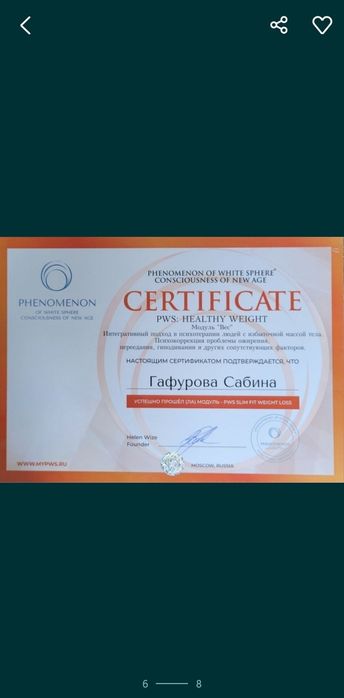 PHENOMENON
OF WHITE SPHERE
CONSCIOUSNESS OF NEW AGE
PHENOMENON OF WHITE SPHERE®
CONSCIOUSNESS OF NEW AGE
CERTIFICATE
PWS: HEALTHY WEIGHT
Модуль "Вес"
Интегративный подход в психотерапии людей с избыточной массой тела.
Психокоррекция проблемы ожирения,
переедания, гиподинамии и других сопутствующих факторов.
НАСТОЯЩИМ СЕРТИФИКАТОМ ПОДТВЕРЖДАЕТСЯ, ЧТО
Гафурова Сабина
УСПЕШНО ПРОШЁЛ (ЛА) МОДУЛЬ - PWS SLIM FIT WEIGHT LOSS
Helen Wize
Founder
WWW.MYPWS.RU
MOSCOW, RUSSIA
6 8